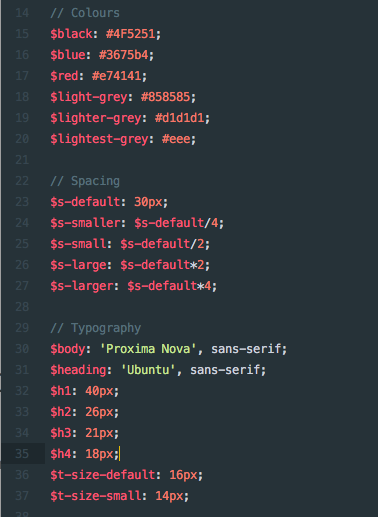 14 // Colours
15 $black: #4F5251;
16 $blue: #3675b4;
17 $red: #e74141;
18 $light-grey: #858585;
19 $lighter-grey: #d1d1d1;
20 $lightest-grey: #eee;
21
22 // Spacing
23 $s-default: 30px;
24 $s-smaller: $s-default/4;
25 $s-small: $s-default/2;
26 $s-large: $s-default*2;
27 $s-larger: $s-default*4;
28
29 // Typography
30 $body: 'Proxima Nova', sans-serif;
31 $heading: 'Ubuntu', sans-serif;
32 $h1: 40px;
33 $h2: 26px;
34 $h3: 21px;
35 $h4: 18px;
36 $t-size-default: 16px;
37 $t-size-small: 14px;
38